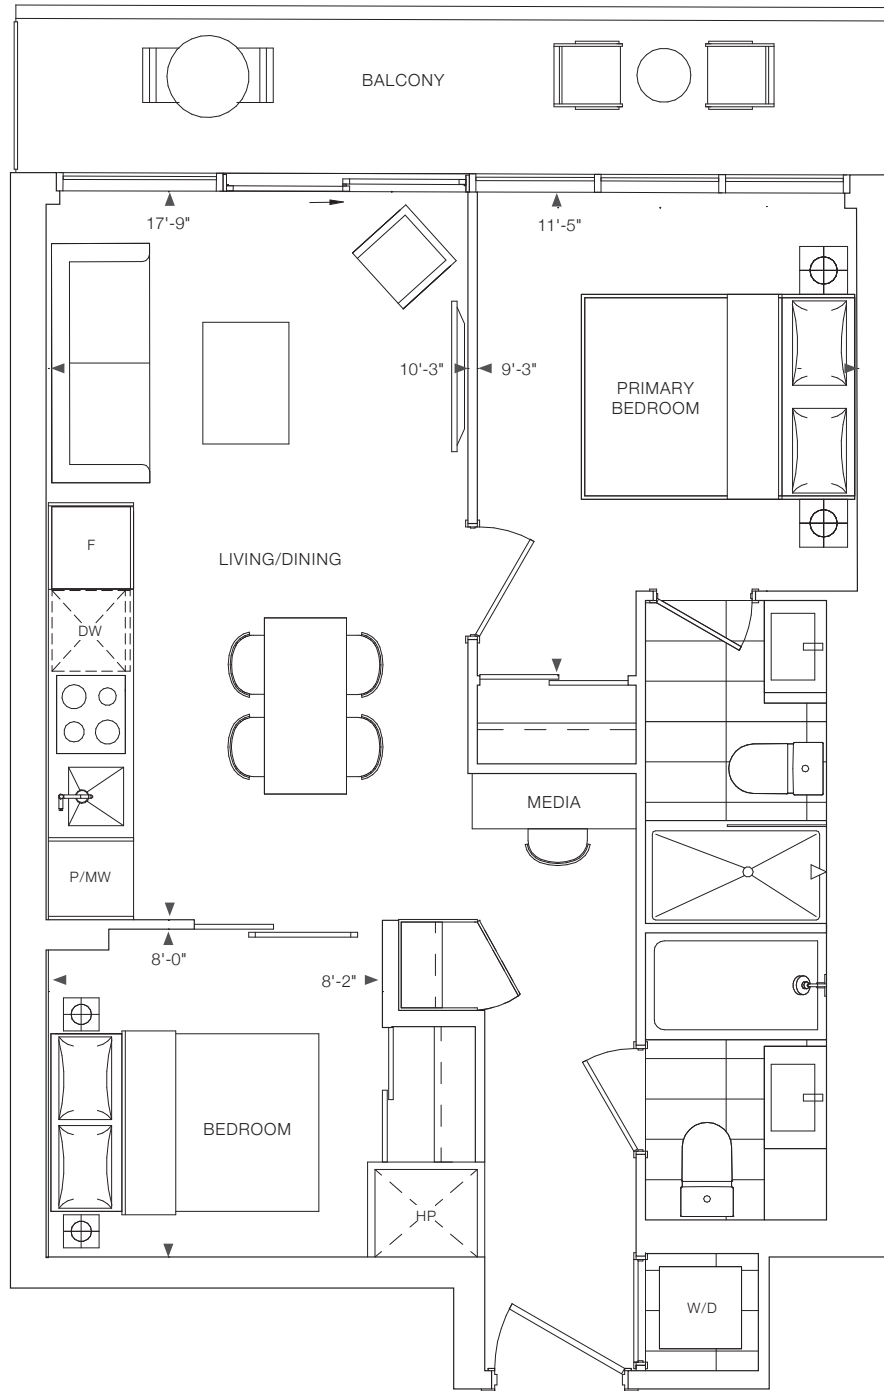 BALCONY
17'-9"
11'-5"
10'-3"
9'-3"
PRIMARY
BEDROOM
F
LIVING/DINING
DW
MEDIA
P/MW
8'-0"
8'-2"
BEDROOM
HP
W/D